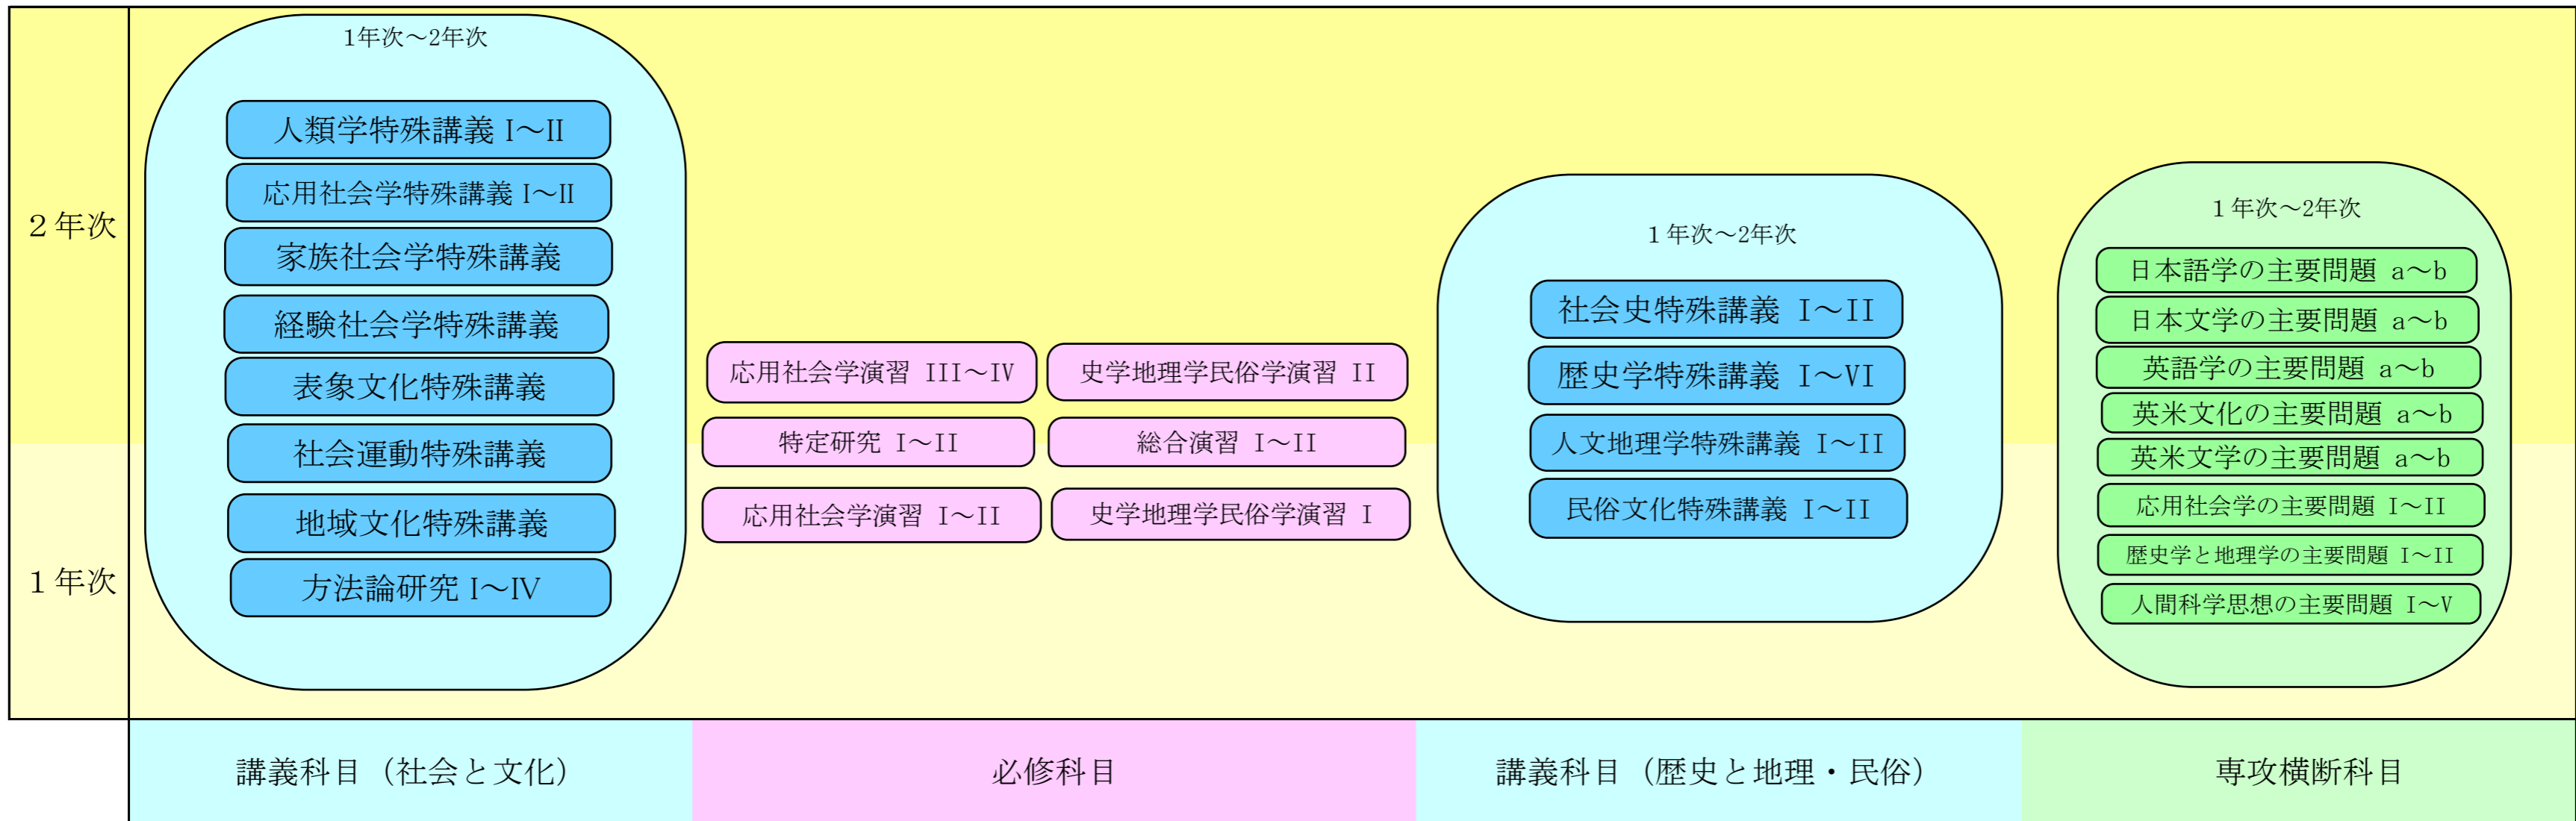 2年次
1年次
1年次～2年次
人類学特殊講義 I～II
応用社会学特殊講義 I～II
家族社会学特殊講義
経験社会学特殊講義
表象文化特殊講義
社会運動特殊講義
地域文化特殊講義
方法論研究 I～IV
応用社会学演習 III～IV
史学地理学民俗学演習 II
特定研究 I～II
総合演習 I～II
応用社会学演習 I～II
史学地理学民俗学演習 I
1年次～2年次
社会史特殊講義 I～II
歴史学特殊講義 I～VI
人文地理学特殊講義 I～II
民俗文化特殊講義 I～II
1年次～2年次
日本語学の主要問題 a～b
日本文学の主要問題 a～b
英語学の主要問題 a～b
英米文化の主要問題 a～b
英米文学の主要問題 a～b
応用社会学の主要問題 I～II
歴史学と地理学の主要問題 I～II
人間科学思想の主要問題 I～V
講義科目（社会と文化）
必修科目
講義科目（歴史と地理・民俗）
専攻横断科目